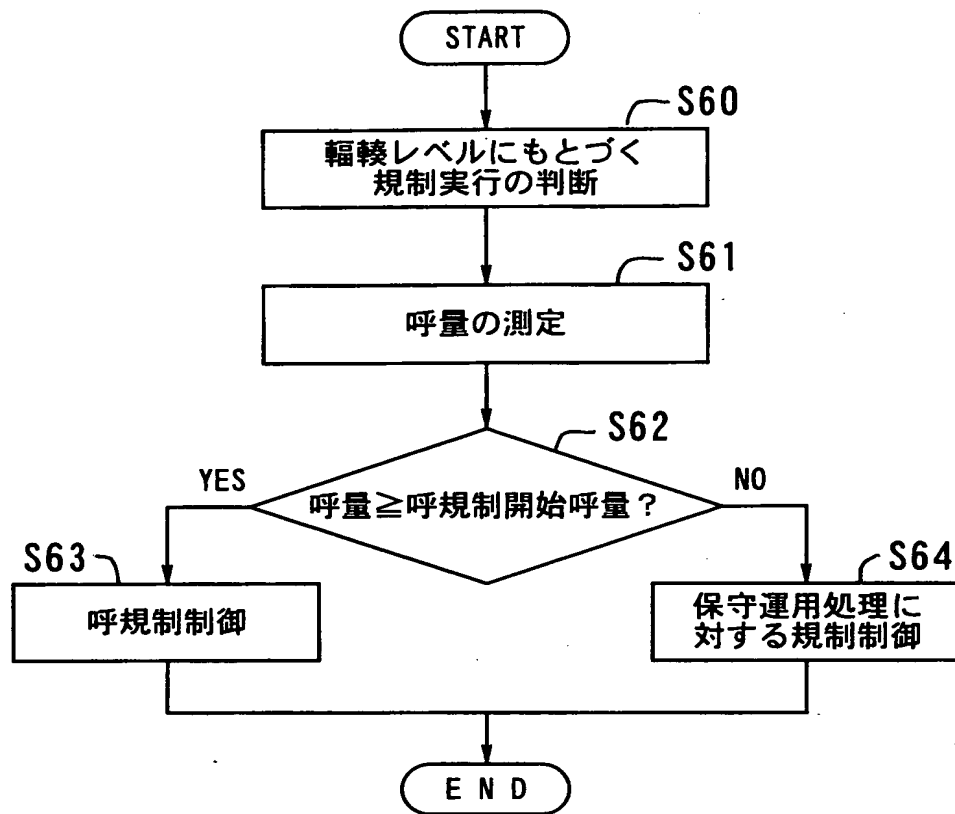 START
S60
輻輳レベルにもとづく
規制実行の判断
S61
呼量の測定
S62
YES
呼量≧呼規制開始呼量?
NO
S63
呼規制制御
S64
保守運用処理に
対する規制制御
END